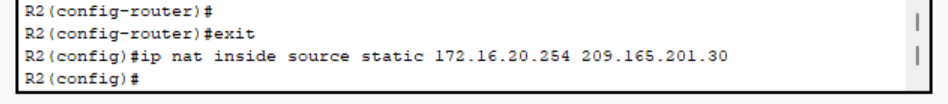 R2(config-router)#
R2(config-router)#exit
R2(config)#ip nat inside source static 172.16.20.254 209.165.201.30
R2(config)#